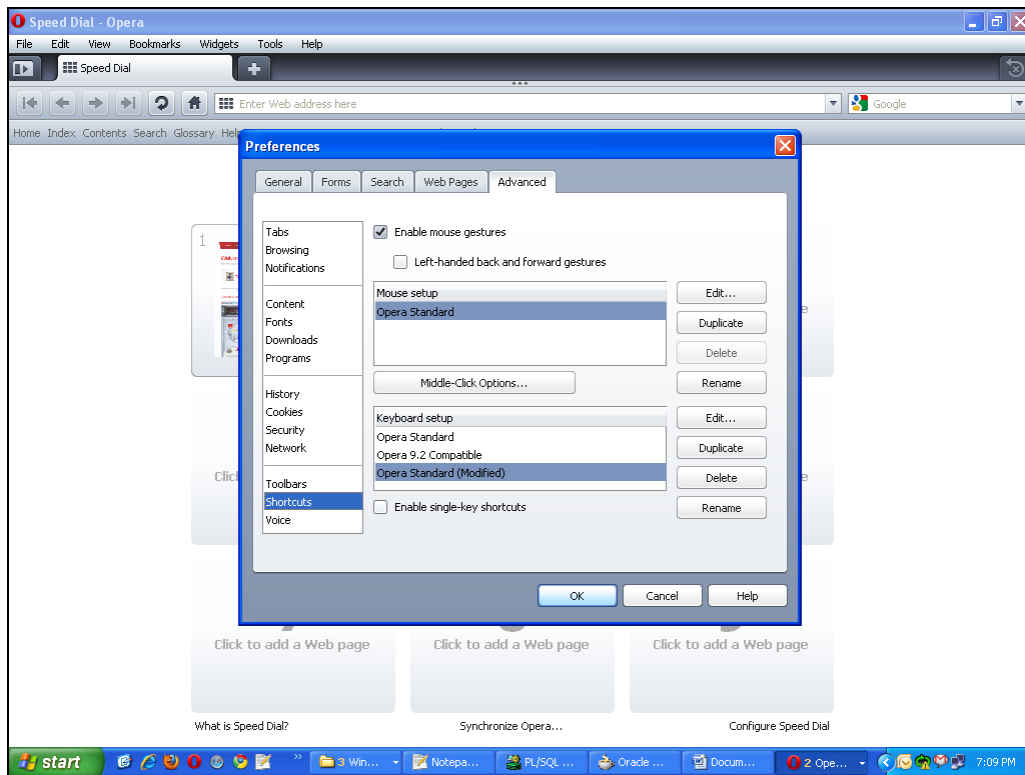 Speed Dial - Opera
File Edit View Bookmarks Widgets Tools Help
Speed Dial
Enter Web address here
Google
Home Index Contents Search Glossary Hel
Preferences
General Forms Search Web Pages Advanced
Tabs
Browsing
Notifications
Content
Fonts
Downloads
Programs
History
Cookies
Security
Network
Toolbars
Shortcuts
Voice
Enable mouse gestures
Left-handed back and forward gestures
Mouse setup
Opera Standard
Edit...
Duplicate
Delete
Rename
Middle-Click Options...
Keyboard setup
Opera Standard
Opera 9.2 Compatible
Opera Standard (Modified)
Edit...
Duplicate
Delete
Rename
Enable single-key shortcuts
OK Cancel Help
1
Clic
e
e
Click to add a Web page Click to add a Web page Click to add a Web page
What is Speed Dial? Synchronize Opera... Configure Speed Dial
start » 3 Win... Notepa... PL/SQL ... Oracle ... Docum... 2 Ope... 7:09 PM